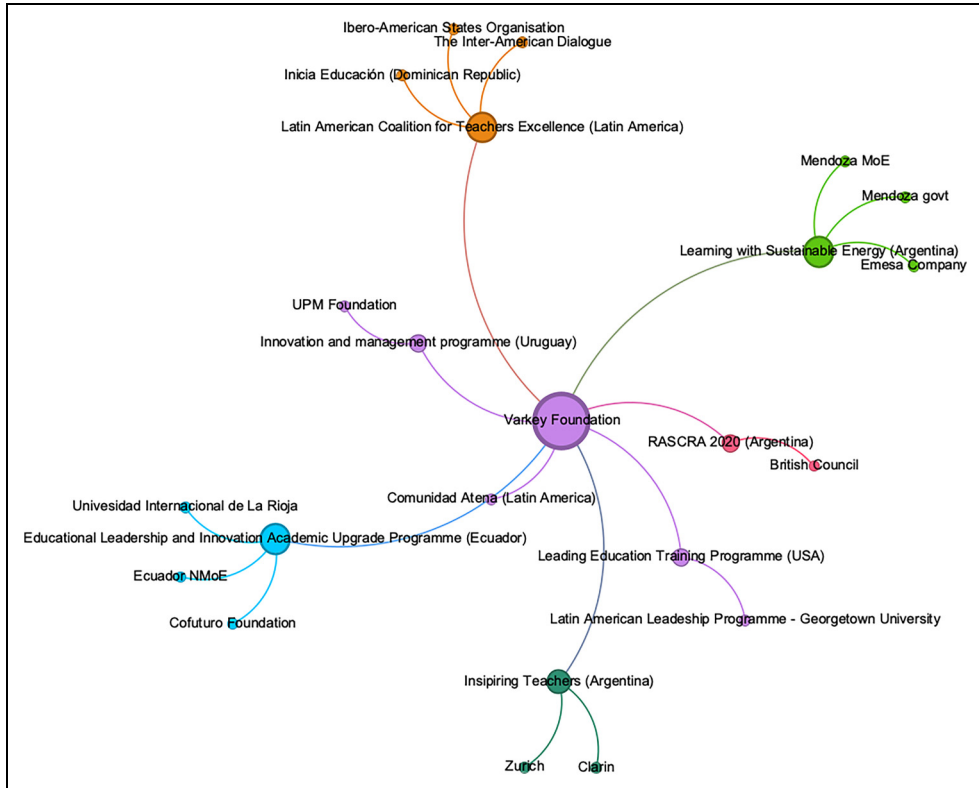 Ibero-American States Organisation
The Inter-American Dialogue
Inicia Educación (Dominican Republic)
Latin American Coalition for Teachers Excellence (Latin America)
Mendoza MoE
Mendoza govt
Learning with Sustainable Energy (Argentina)
Emesa Company
UPM Foundation
Innovation and management programme (Uruguay)
Varkey Foundation
RASCRA 2020 (Argentina)
British Council
Comunidad Atena (Latin America)
Univesidad Internacional de La Rioja
Educational Leadership and Innovation Academic Upgrade Programme (Ecuador)
Leading Education Training Programme (USA)
Ecuador NMoE
Latin American Leadeship Programme - Georgetown University
Cofuturo Foundation
Insipiring Teachers (Argentina)
Zurich
Clarin